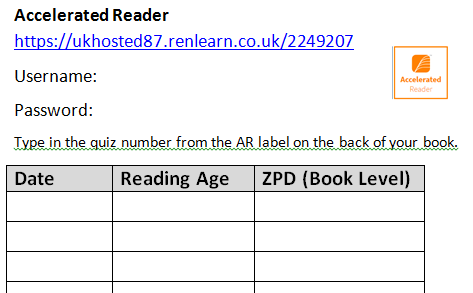 Accelerated Reader
https://ukhosted87.renlearn.co.uk/2249207
Accelerated
Reader
Username:
Password:
Type in the quiz number from the AR label on the back of your book.
Date Reading Age ZPD (Book Level)